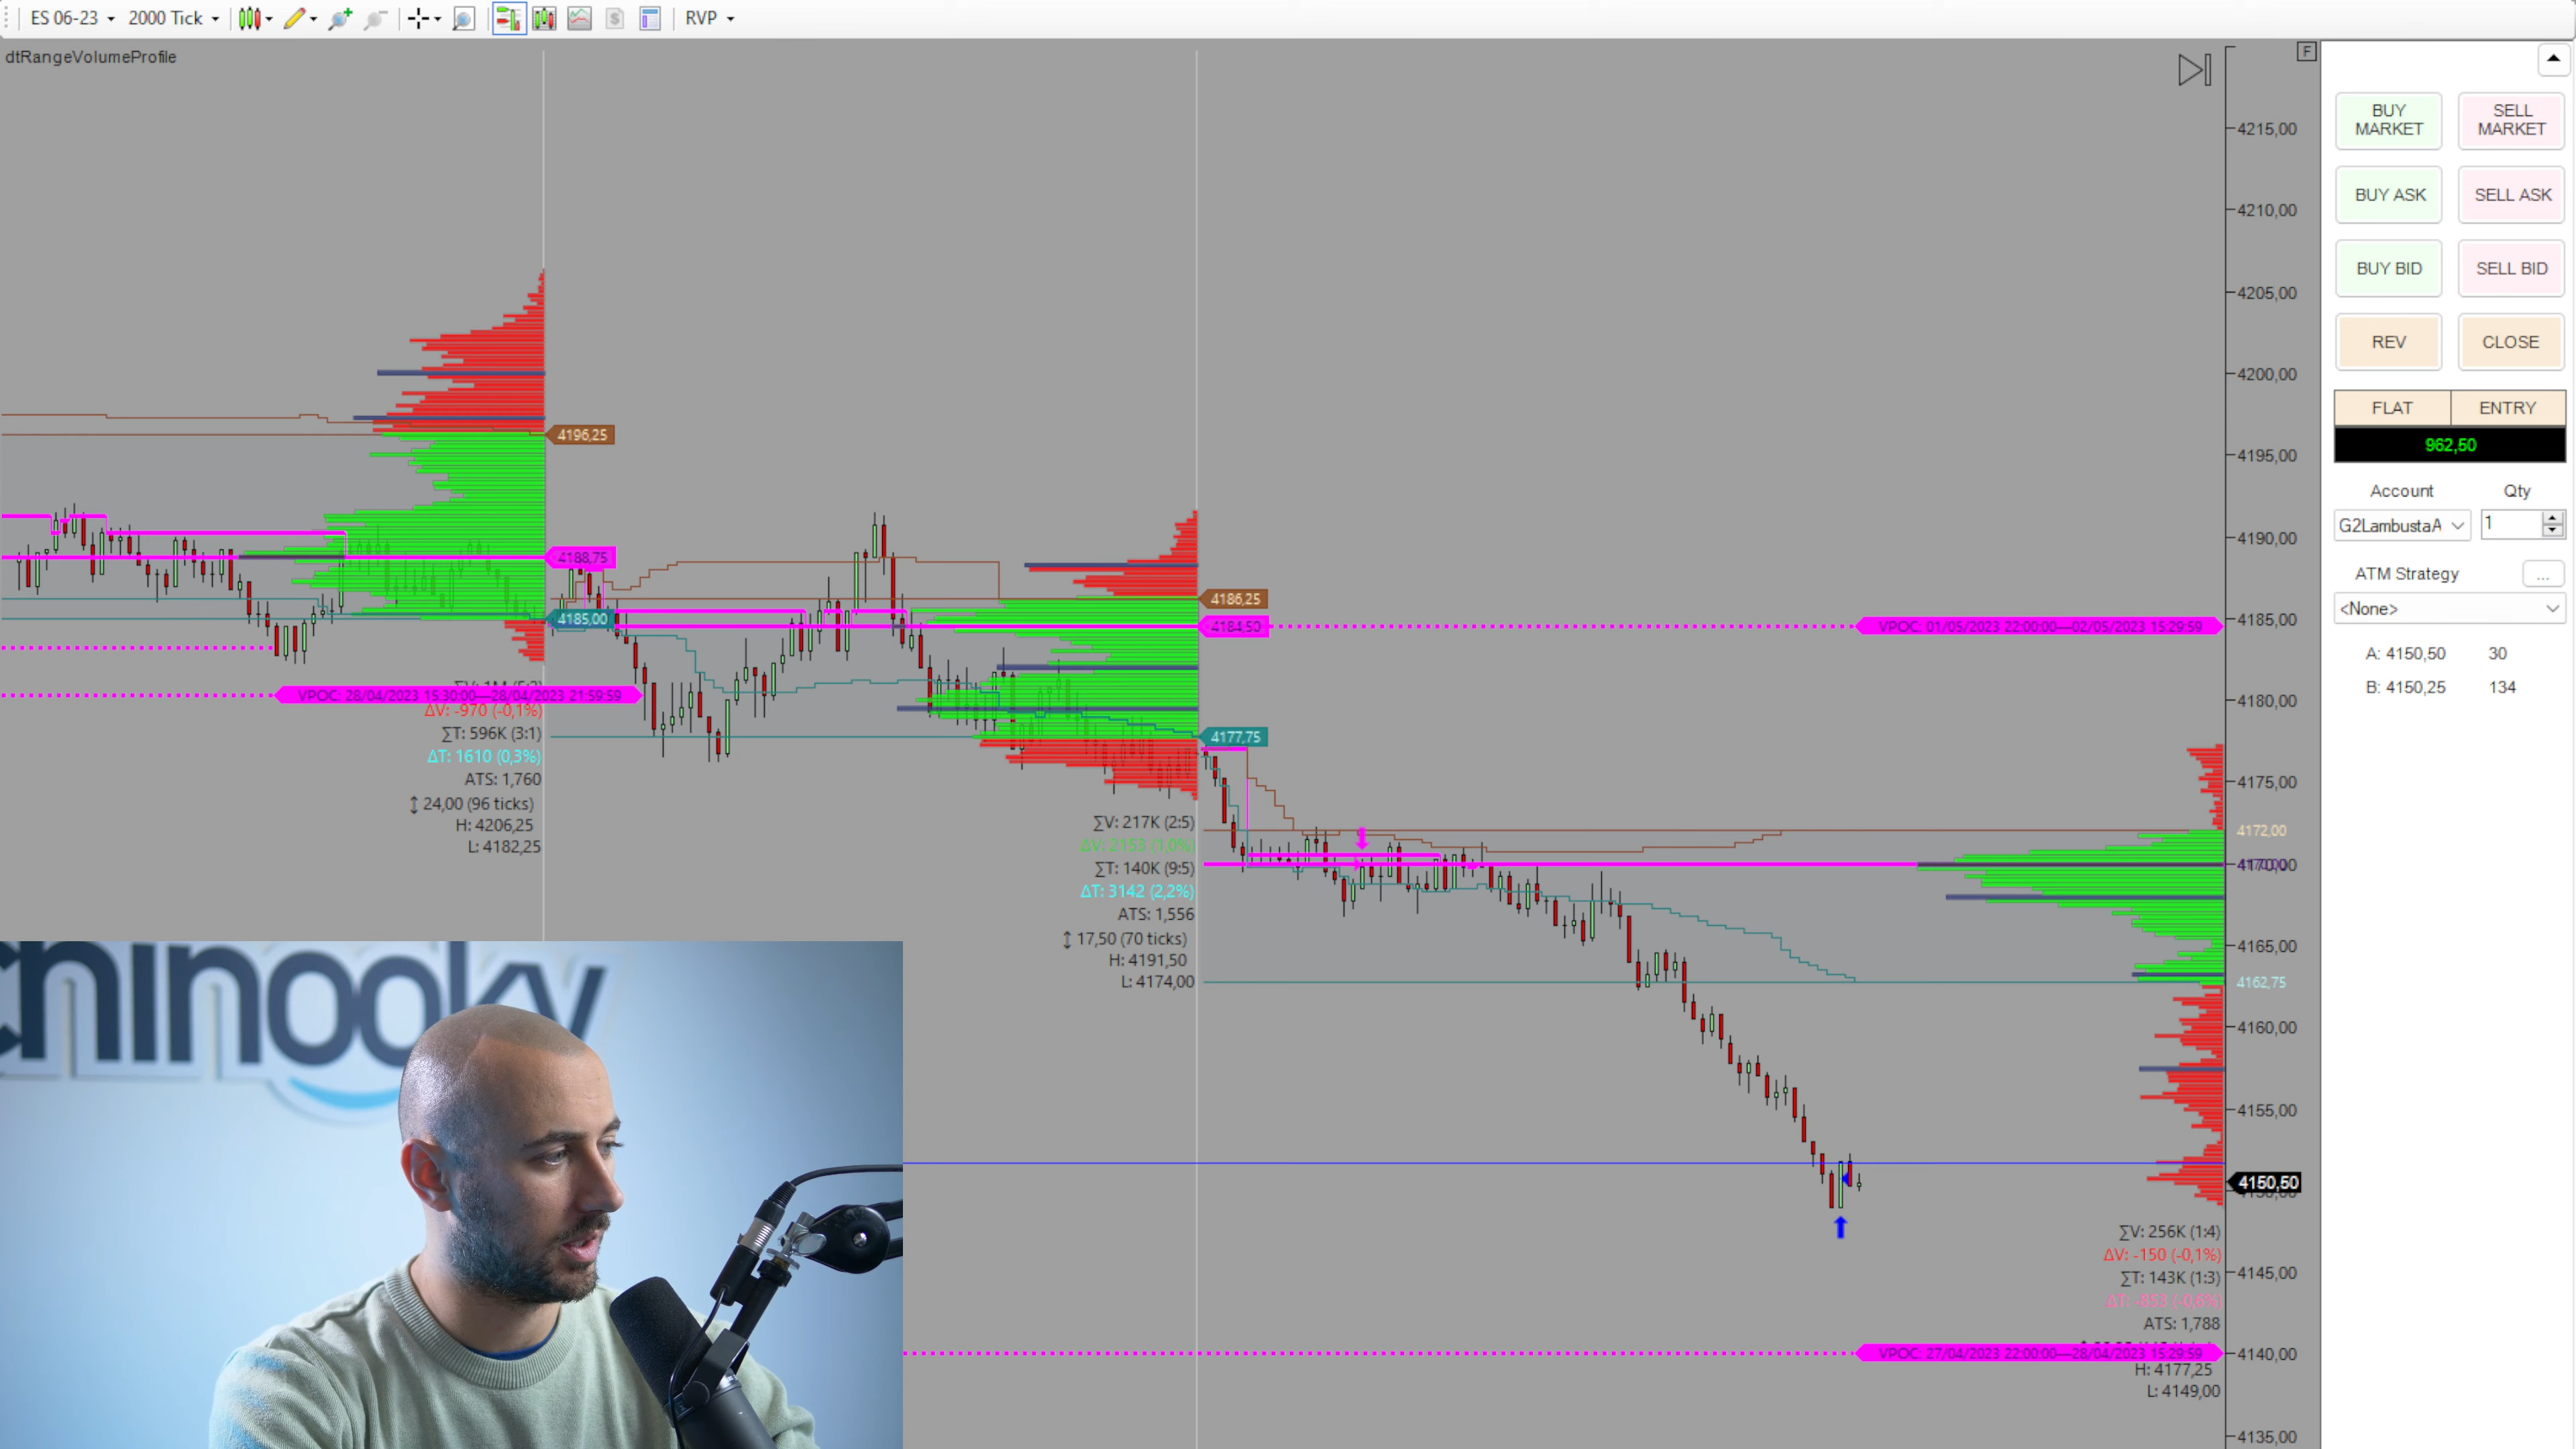 ES 06-23
2000 Tick
RVP
dtRangeVolumeProfile
F
4215,00
4210,00
4205,00
4200,00
4195,00
4190,00
4185,00
4180,00
4175,00
4172,00
4165,00
4162,75
4160,00
4155,00
4150,50
4145,00
4140,00
4135,00
4196,25
4188,75
4185,00
VPOC: 28/04/2023 15:30:00—28/04/2023 21:59:59
ΔV: -970 (-0,1%)
∑T: 596K (3:1)
ΔT: 1610 (0,3%)
ATS: 1,760
↕ 24,00 (96 ticks)
H: 4206,25
L: 4182,25
4186,25
4184,50
4177,75
VPOC: 01/05/2023 22:00:00—02/05/2023 15:29:59
∑V: 217K (2:5)
ΔV: 2153 (1,0%)
∑T: 140K (9:5)
ΔT: 3142 (2,2%)
ATS: 1,556
↕ 17,50 (70 ticks)
H: 4191,50
L: 4174,00
∑V: 256K (1:4)
ΔV: -150 (-0,1%)
∑T: 143K (1:3)
ΔT: -853 (-0,6%)
ATS: 1,788
VPOC: 27/04/2023 22:00:00—28/04/2023 15:29:59
H: 4177,25
L: 4149,00
chinooky
BUY MARKET
SELL MARKET
BUY ASK
SELL ASK
BUY BID
SELL BID
REV
CLOSE
FLAT
ENTRY
962,50
Account
Qty
G2LambustaA
1
ATM Strategy
...
<None>
A: 4150,50 30
B: 4150,25 134